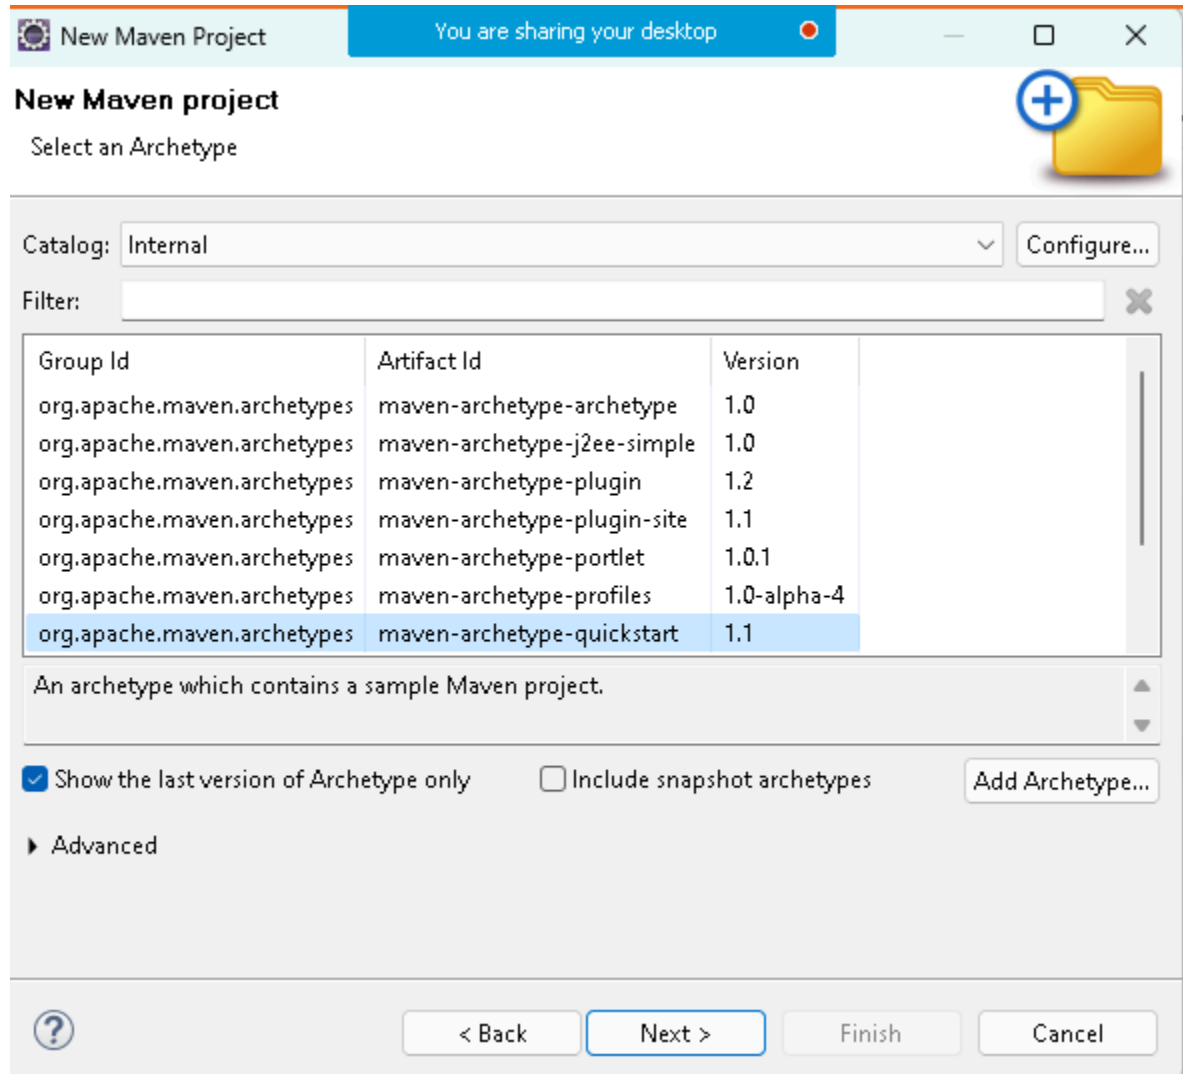 New Maven Project
You are sharing your desktop
New Maven project
Select an Archetype
Catalog: Internal Configure...
Filter:
Group Id Artifact Id Version
org.apache.maven.archetypes maven-archetype-archetype 1.0
org.apache.maven.archetypes maven-archetype-j2ee-simple 1.0
org.apache.maven.archetypes maven-archetype-plugin 1.2
org.apache.maven.archetypes maven-archetype-plugin-site 1.1
org.apache.maven.archetypes maven-archetype-portlet 1.0.1
org.apache.maven.archetypes maven-archetype-profiles 1.0-alpha-4
org.apache.maven.archetypes maven-archetype-quickstart 1.1
An archetype which contains a sample Maven project.
Show the last version of Archetype only Include snapshot archetypes Add Archetype...
Advanced
? < Back Next > Finish Cancel